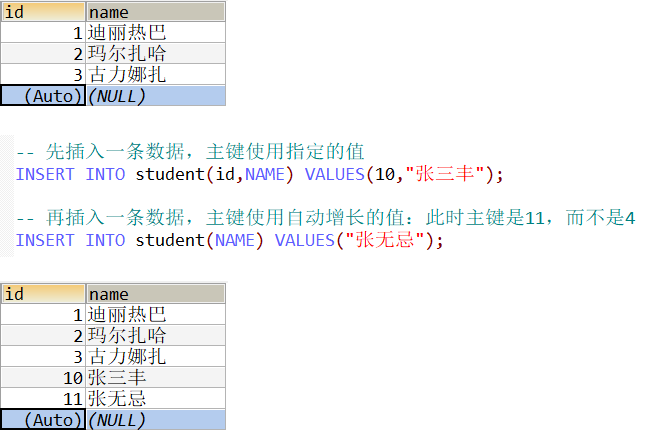 id name
1 迪丽热巴
2 玛尔扎哈
3 古力娜扎
(Auto) (NULL)
-- 先插入一条数据，主键使用指定的值
INSERT INTO student(id,NAME) VALUES(10,"张三丰");
-- 再插入一条数据，主键使用自动增长的值：此时主键是11，而不是4
INSERT INTO student(NAME) VALUES("张无忌");
id name
1 迪丽热巴
2 玛尔扎哈
3 古力娜扎
10 张三丰
11 张无忌
(Auto) (NULL)